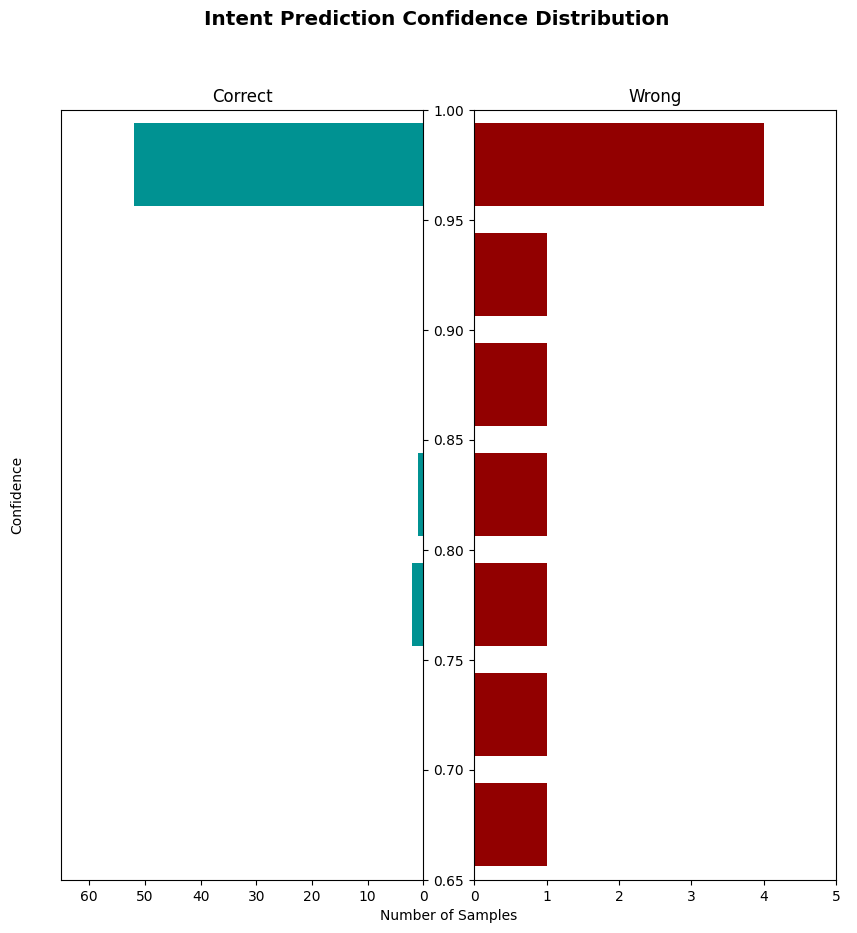 Intent Prediction Confidence Distribution
Correct
Wrong
1.00
0.95
0.90
0.85
0.80
0.75
0.70
0.65
Confidence
60 50 40 30 20 10 0
0 1 2 3 4 5
Number of Samples